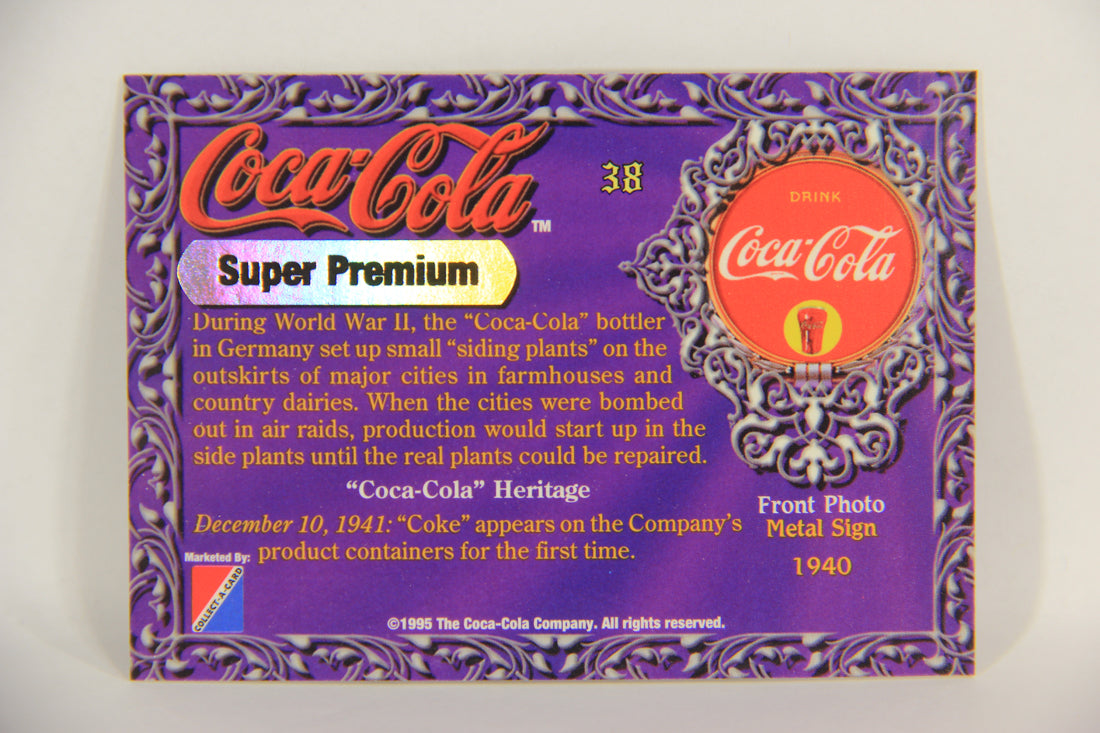 Coca-Cola TM
38
Super Premium
During World War II, the “Coca-Cola” bottler
in Germany set up small “siding plants” on the
outskirts of major cities in farmhouses and
country dairies. When the cities were bombed
out in air raids, production would start up in the
side plants until the real plants could be repaired.
“Coca-Cola” Heritage
December 10, 1941: “Coke” appears on the Company’s
product containers for the first time.
Marketed By:
COLLECT-A-CARD
©1995 The Coca-Cola Company. All rights reserved.
DRINK
Coca-Cola
Front Photo
Metal Sign
1940